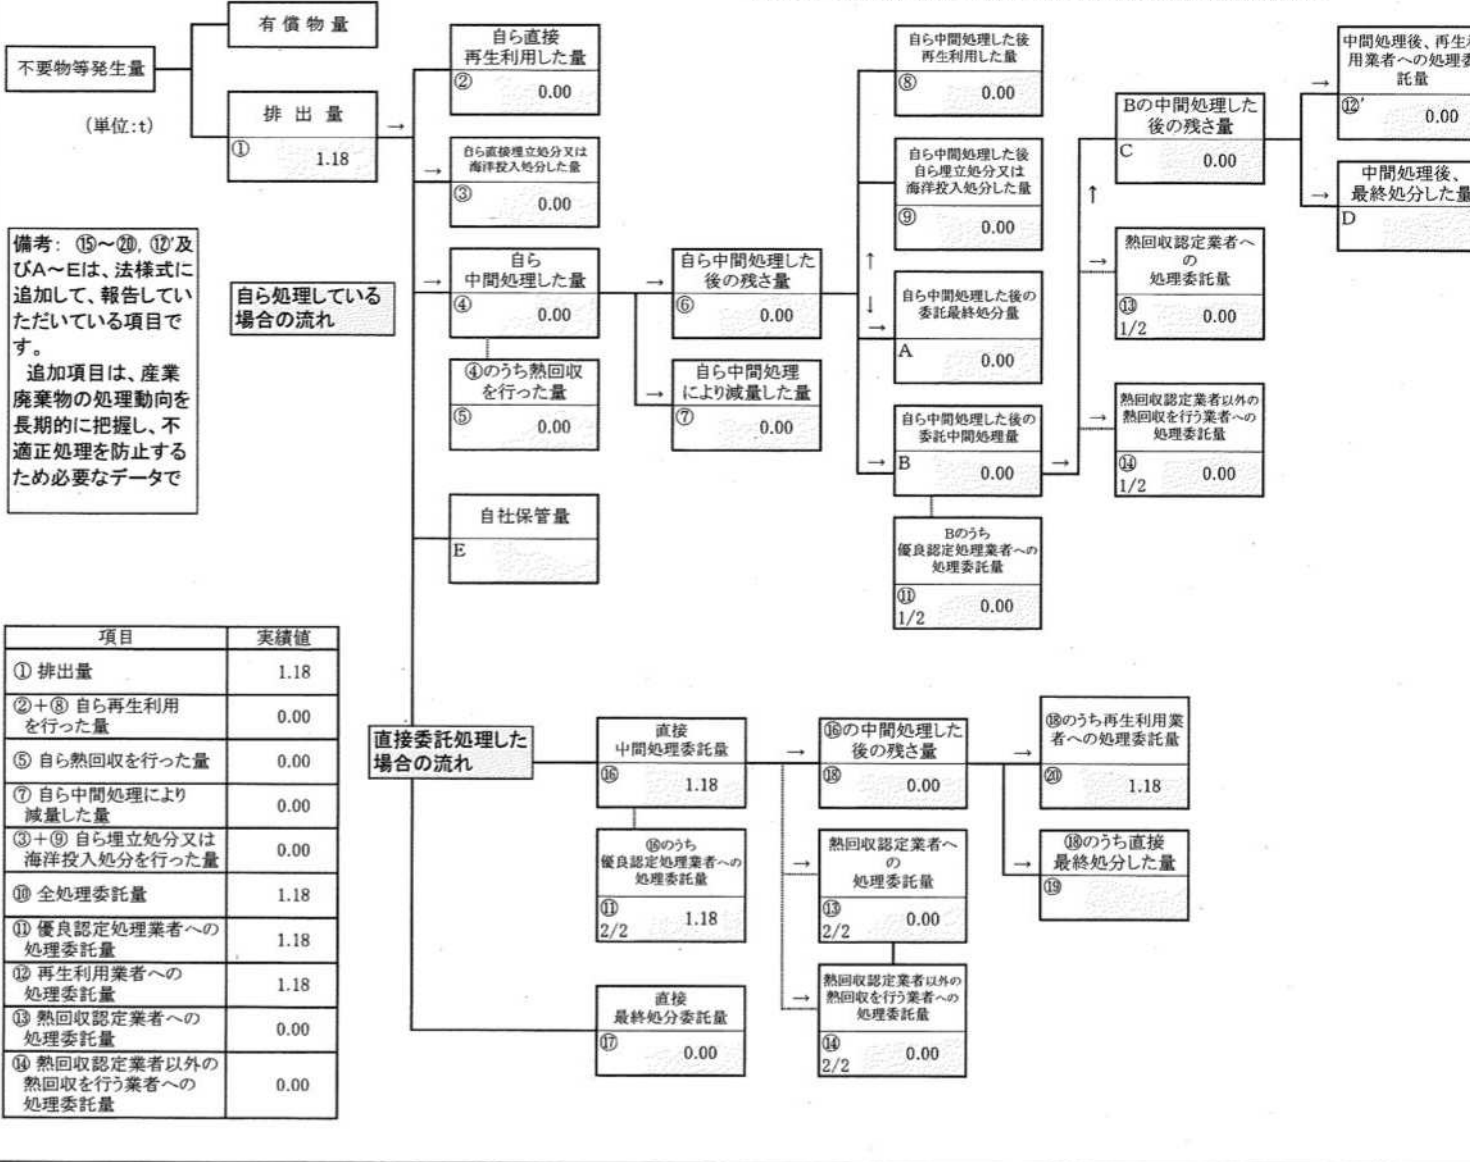 有償物量
不要物等発生量
(単位:t)
排出量
①
1.18
→
自ら直接
再生利用した量
②
0.00
→
自ら直接埋立処分又は
海洋投入処分した量
③
0.00
→
自ら
中間処理した量
④
0.00
④のうち熱回収
を行った量
⑤
0.00
自社保管量
E
備考: ⑮～⑳, ⑫'及
びA～Eは、法様式に
追加して、報告してい
ただいている項目で
す。
追加項目は、産業
廃棄物の処理動向を
長期的に把握し、不
適正処理を防止する
ため必要なデータで
自ら処理している
場合の流れ
→
自ら中間処理した
後の残さ量
⑥
0.00
→
自ら中間処理
により減量した量
⑦
0.00
自ら中間処理した後
再生利用した量
⑧
0.00
自ら中間処理した後
自ら埋立処分又は
海洋投入処分した量
⑨
0.00
↑
↓
→
自ら中間処理した後の
委託最終処分量
A
0.00
→
自ら中間処理した後の
委託中間処理量
B
0.00
→
Bのうち
優良認定処理業者への
処理委託量
⑪
1/2
0.00
Bの中間処理した
後の残さ量
C
0.00
↑
→
熱回収認定業者へ
の
処理委託量
⑬
1/2
0.00
→
熱回収認定業者以外の
熱回収を行う業者への
処理委託量
⑭
1/2
0.00
→
中間処理後、再生利
用業者への処理委
託量
⑫'
0.00
→
中間処理後、
最終処分した量
D
項目 実績値
① 排出量 1.18
②+⑧ 自ら再生利用
を行った量 0.00
⑤ 自ら熱回収を行った量 0.00
⑦ 自ら中間処理により
減量した量 0.00
③+⑨ 自ら埋立処分又は
海洋投入処分を行った量 0.00
⑩ 全処理委託量 1.18
⑪ 優良認定処理業者への
処理委託量 1.18
⑫ 再生利用業者への
処理委託量 1.18
⑬ 熱回収認定業者への
処理委託量 0.00
⑭ 熱回収認定業者以外の
熱回収を行う業者への
処理委託量 0.00
直接委託処理した
場合の流れ
直接
中間処理委託量
⑯
1.18
→
⑯のうち
優良認定処理業者への
処理委託量
⑪
2/2
1.18
直接
最終処分委託量
⑰
0.00
⑯の中間処理した
後の残さ量
⑱
0.00
→
→
熱回収認定業者へ
の
処理委託量
⑬
2/2
0.00
→
熱回収認定業者以外の
熱回収を行う業者への
処理委託量
⑭
2/2
0.00
⑱のうち再生利用業
者への処理委託量
⑳
1.18
→
⑱のうち直接
最終処分した量
⑲